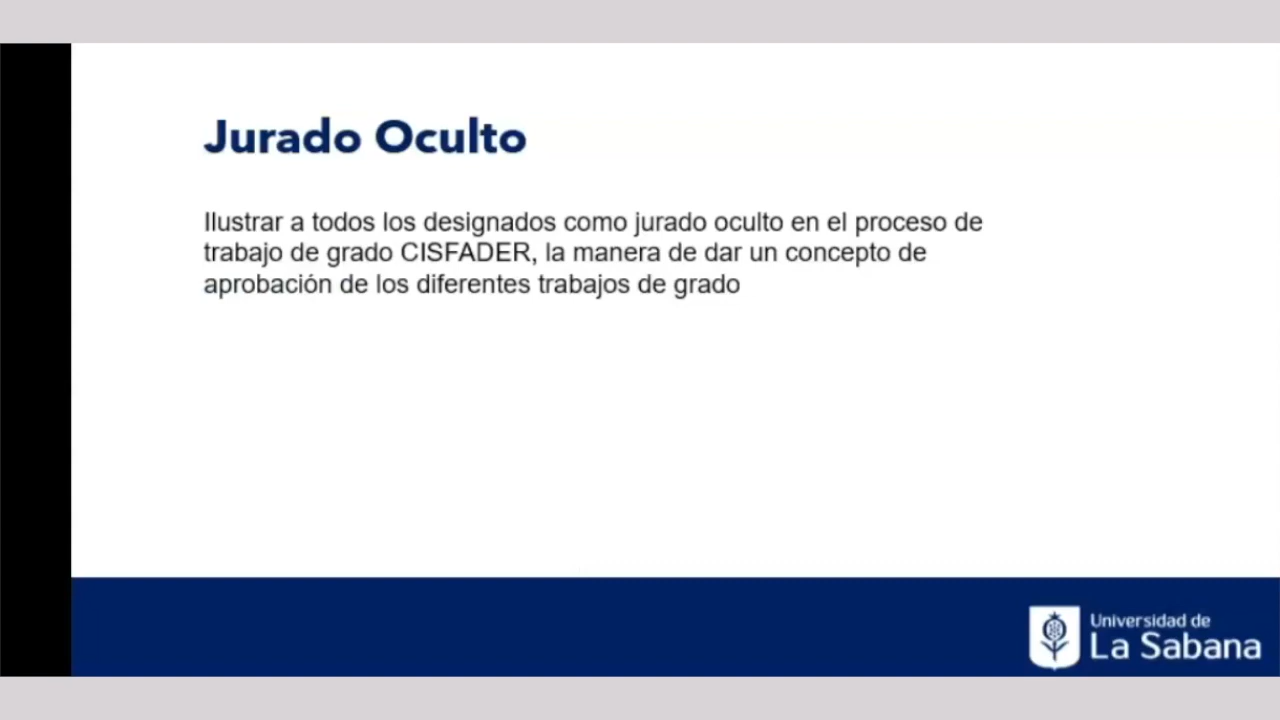 Jurado Oculto
Ilustrar a todos los designados como jurado oculto en el proceso de
trabajo de grado CISFADER, la manera de dar un concepto de
aprobación de los diferentes trabajos de grado
Universidad de
La Sabana